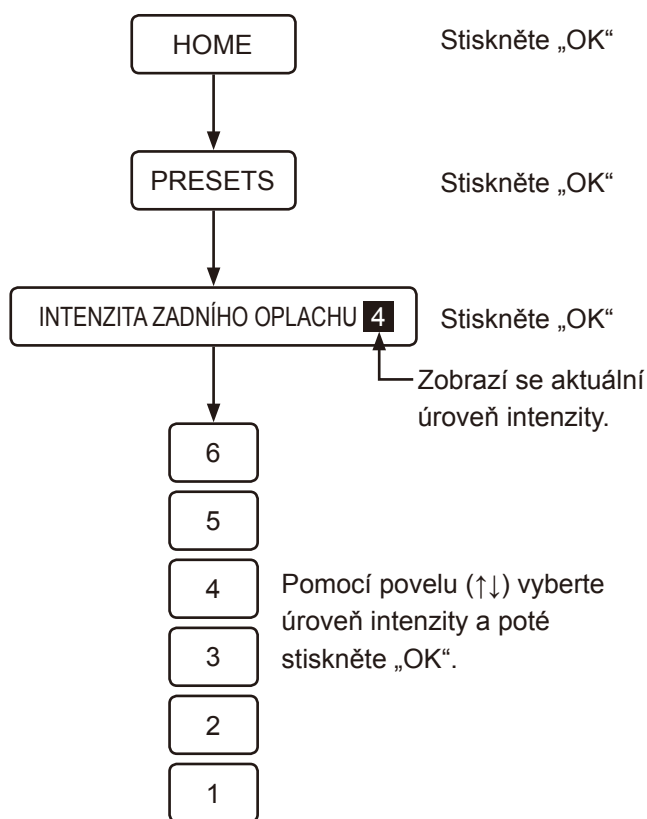 HOME
Stiskněte „OK“
PRESETS
Stiskněte „OK“
INTENZITA ZADNÍHO OPLACHU 4
Stiskněte „OK“
Zobrazí se aktuální
úroveň intenzity.
6
5
4
3
2
1
Pomocí povelu (↑↓) vyberte
úroveň intenzity a poté
stiskněte „OK“.